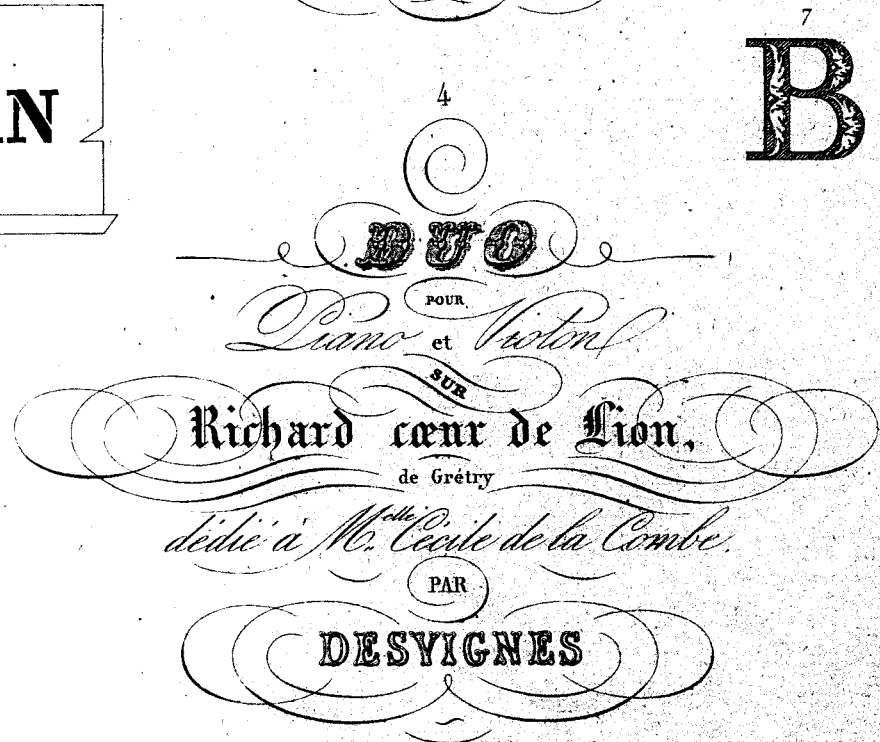 7
B
4
AN
DUO
POUR
Piano et Violon
SUR
Richard cœur de Lion,
de Grétry
dédié à M.elle Cécile de la Combe.
PAR
DESVIGNES